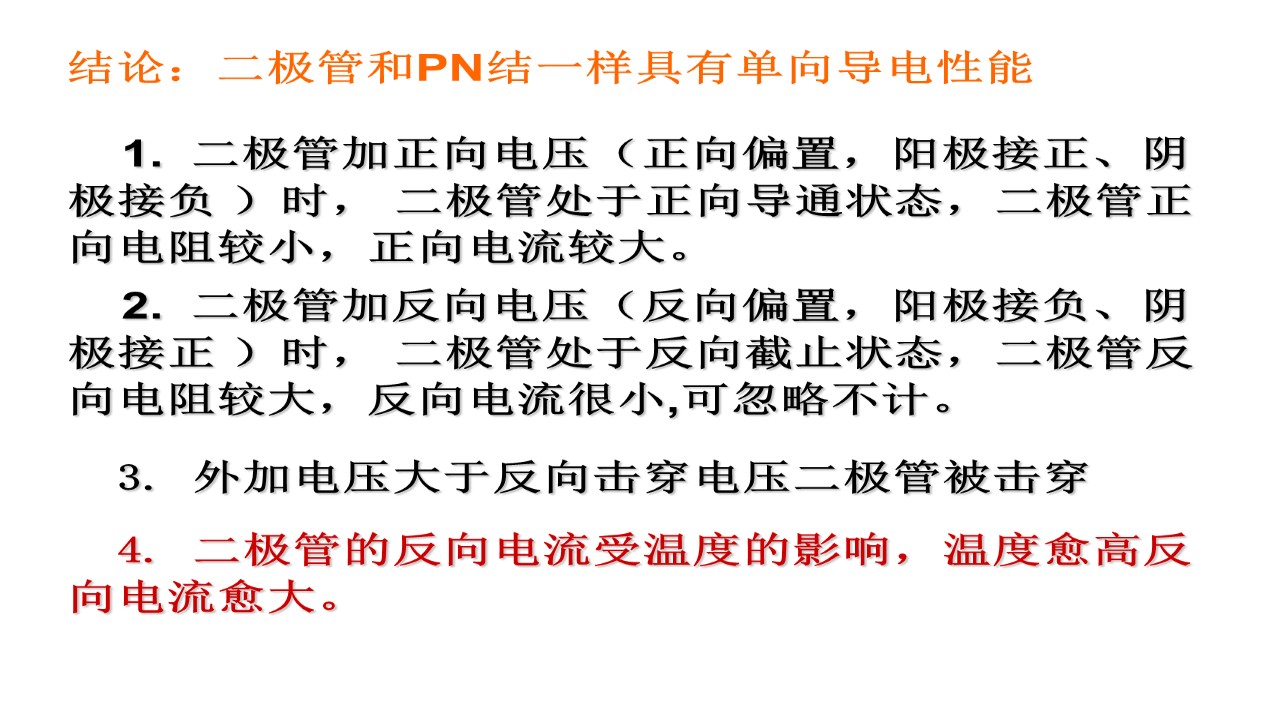 结论：二极管和PN结一样具有单向导电性能
1. 二极管加正向电压（正向偏置，阳极接正、阴
极接负 ）时， 二极管处于正向导通状态，二极管正
向电阻较小，正向电流较大。
2. 二极管加反向电压（反向偏置，阳极接负、阴
极接正 ）时， 二极管处于反向截止状态，二极管反
向电阻较大，反向电流很小,可忽略不计。
3. 外加电压大于反向击穿电压二极管被击穿
4. 二极管的反向电流受温度的影响，温度愈高反
向电流愈大。